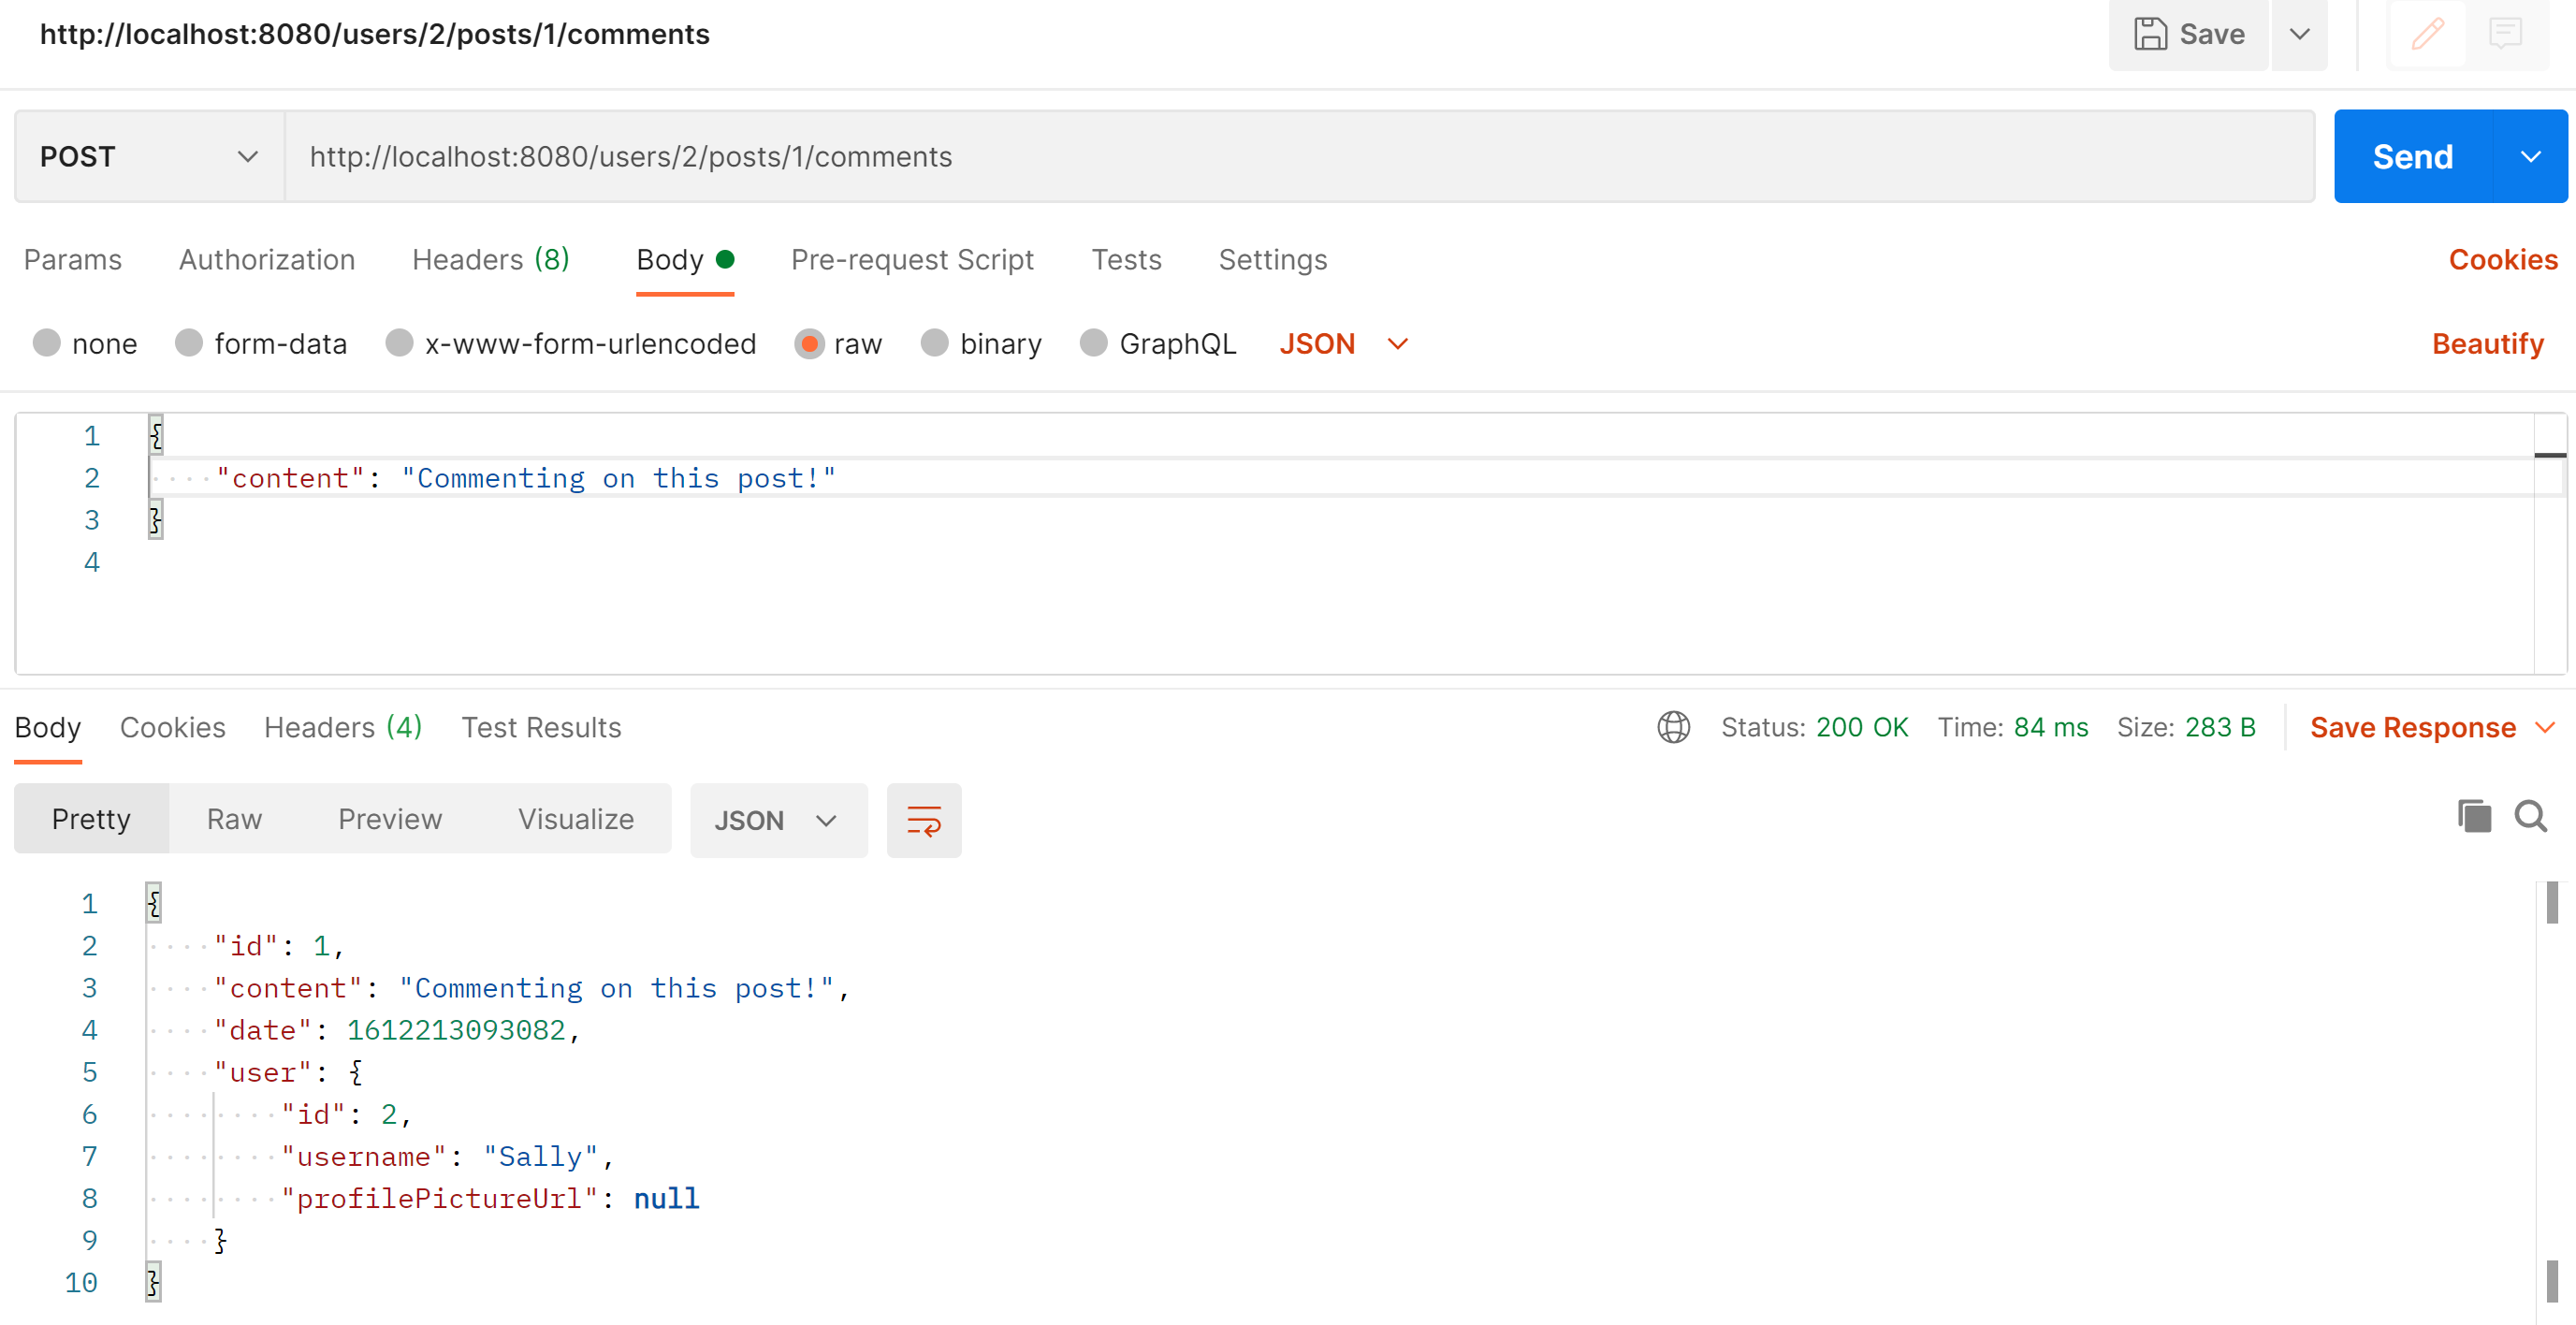 http://localhost:8080/users/2/posts/1/comments Save
POST http://localhost:8080/users/2/posts/1/comments Send
Params Authorization Headers (8) Body Pre-request Script Tests Settings Cookies
none form-data x-www-form-urlencoded raw binary GraphQL JSON Beautify
1 {
2 "content": "Commenting on this post!"
3 }
4
Body Cookies Headers (4) Test Results Status: 200 OK Time: 84 ms Size: 283 B Save Response
Pretty Raw Preview Visualize JSON
1 {
2 "id": 1,
3 "content": "Commenting on this post!",
4 "date": 1612213093082,
5 "user": {
6 "id": 2,
7 "username": "Sally",
8 "profilePictureUrl": null
9 }
10 }